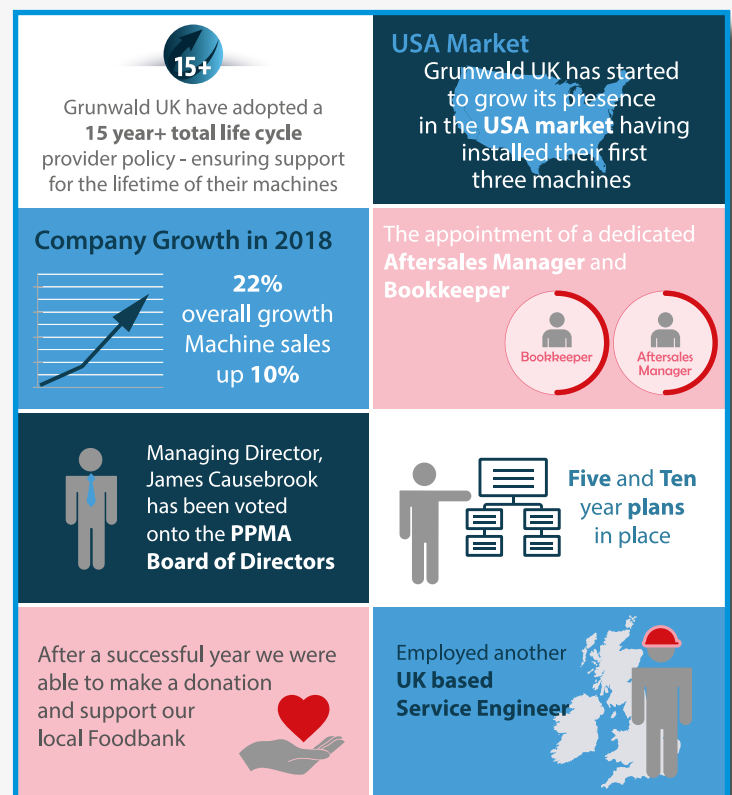 15+
Grunwald UK have adopted a
15 year+ total life cycle
provider policy - ensuring support
for the lifetime of their machines
USA Market
Grunwald UK has started
to grow its presence
in the USA market having
installed their first
three machines
Company Growth in 2018
22%
overall growth
Machine sales
up 10%
The appointment of a dedicated
Aftersales Manager and
Bookkeeper
Bookkeeper
Aftersales
Manager
Managing Director,
James Causebrook
has been voted
onto the PPMA
Board of Directors
Five and Ten
year plans
in place
After a successful year we were
able to make a donation
and support our
local Foodbank
Employed another
UK based
Service Engineer